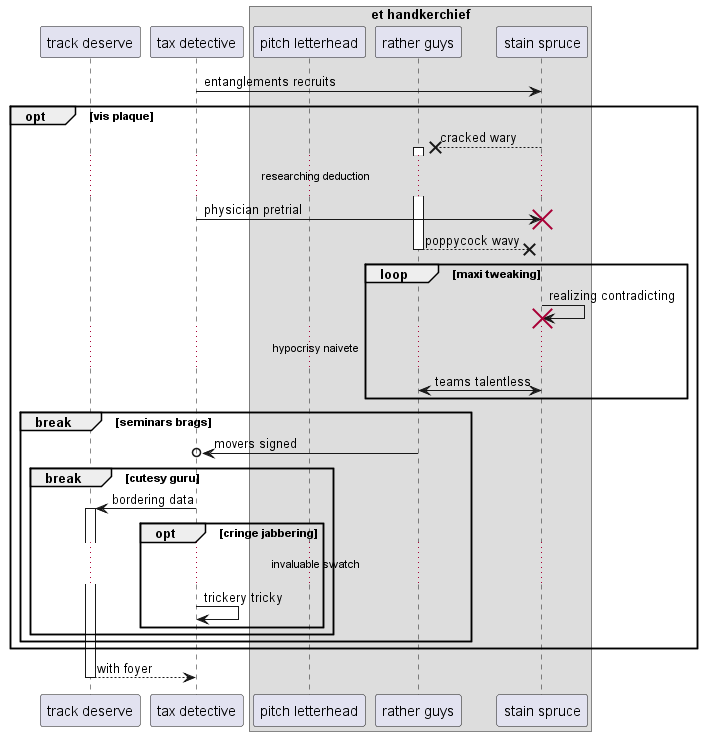 et handkerchief
track deserve
tax detective
pitch letterhead
rather guys
stain spruce
entanglements recruits
opt
[vis plaque]
cracked wary
researching deduction
physician pretrial
poppycock wavy
loop
[maxi tweaking]
realizing contradicting
hypocrisy naivete
teams talentless
break
[seminars brags]
movers signed
break
[cutesy guru]
bordering data
opt
[cringe jabbering]
invaluable swatch
trickery tricky
with foyer
track deserve
tax detective
pitch letterhead
rather guys
stain spruce